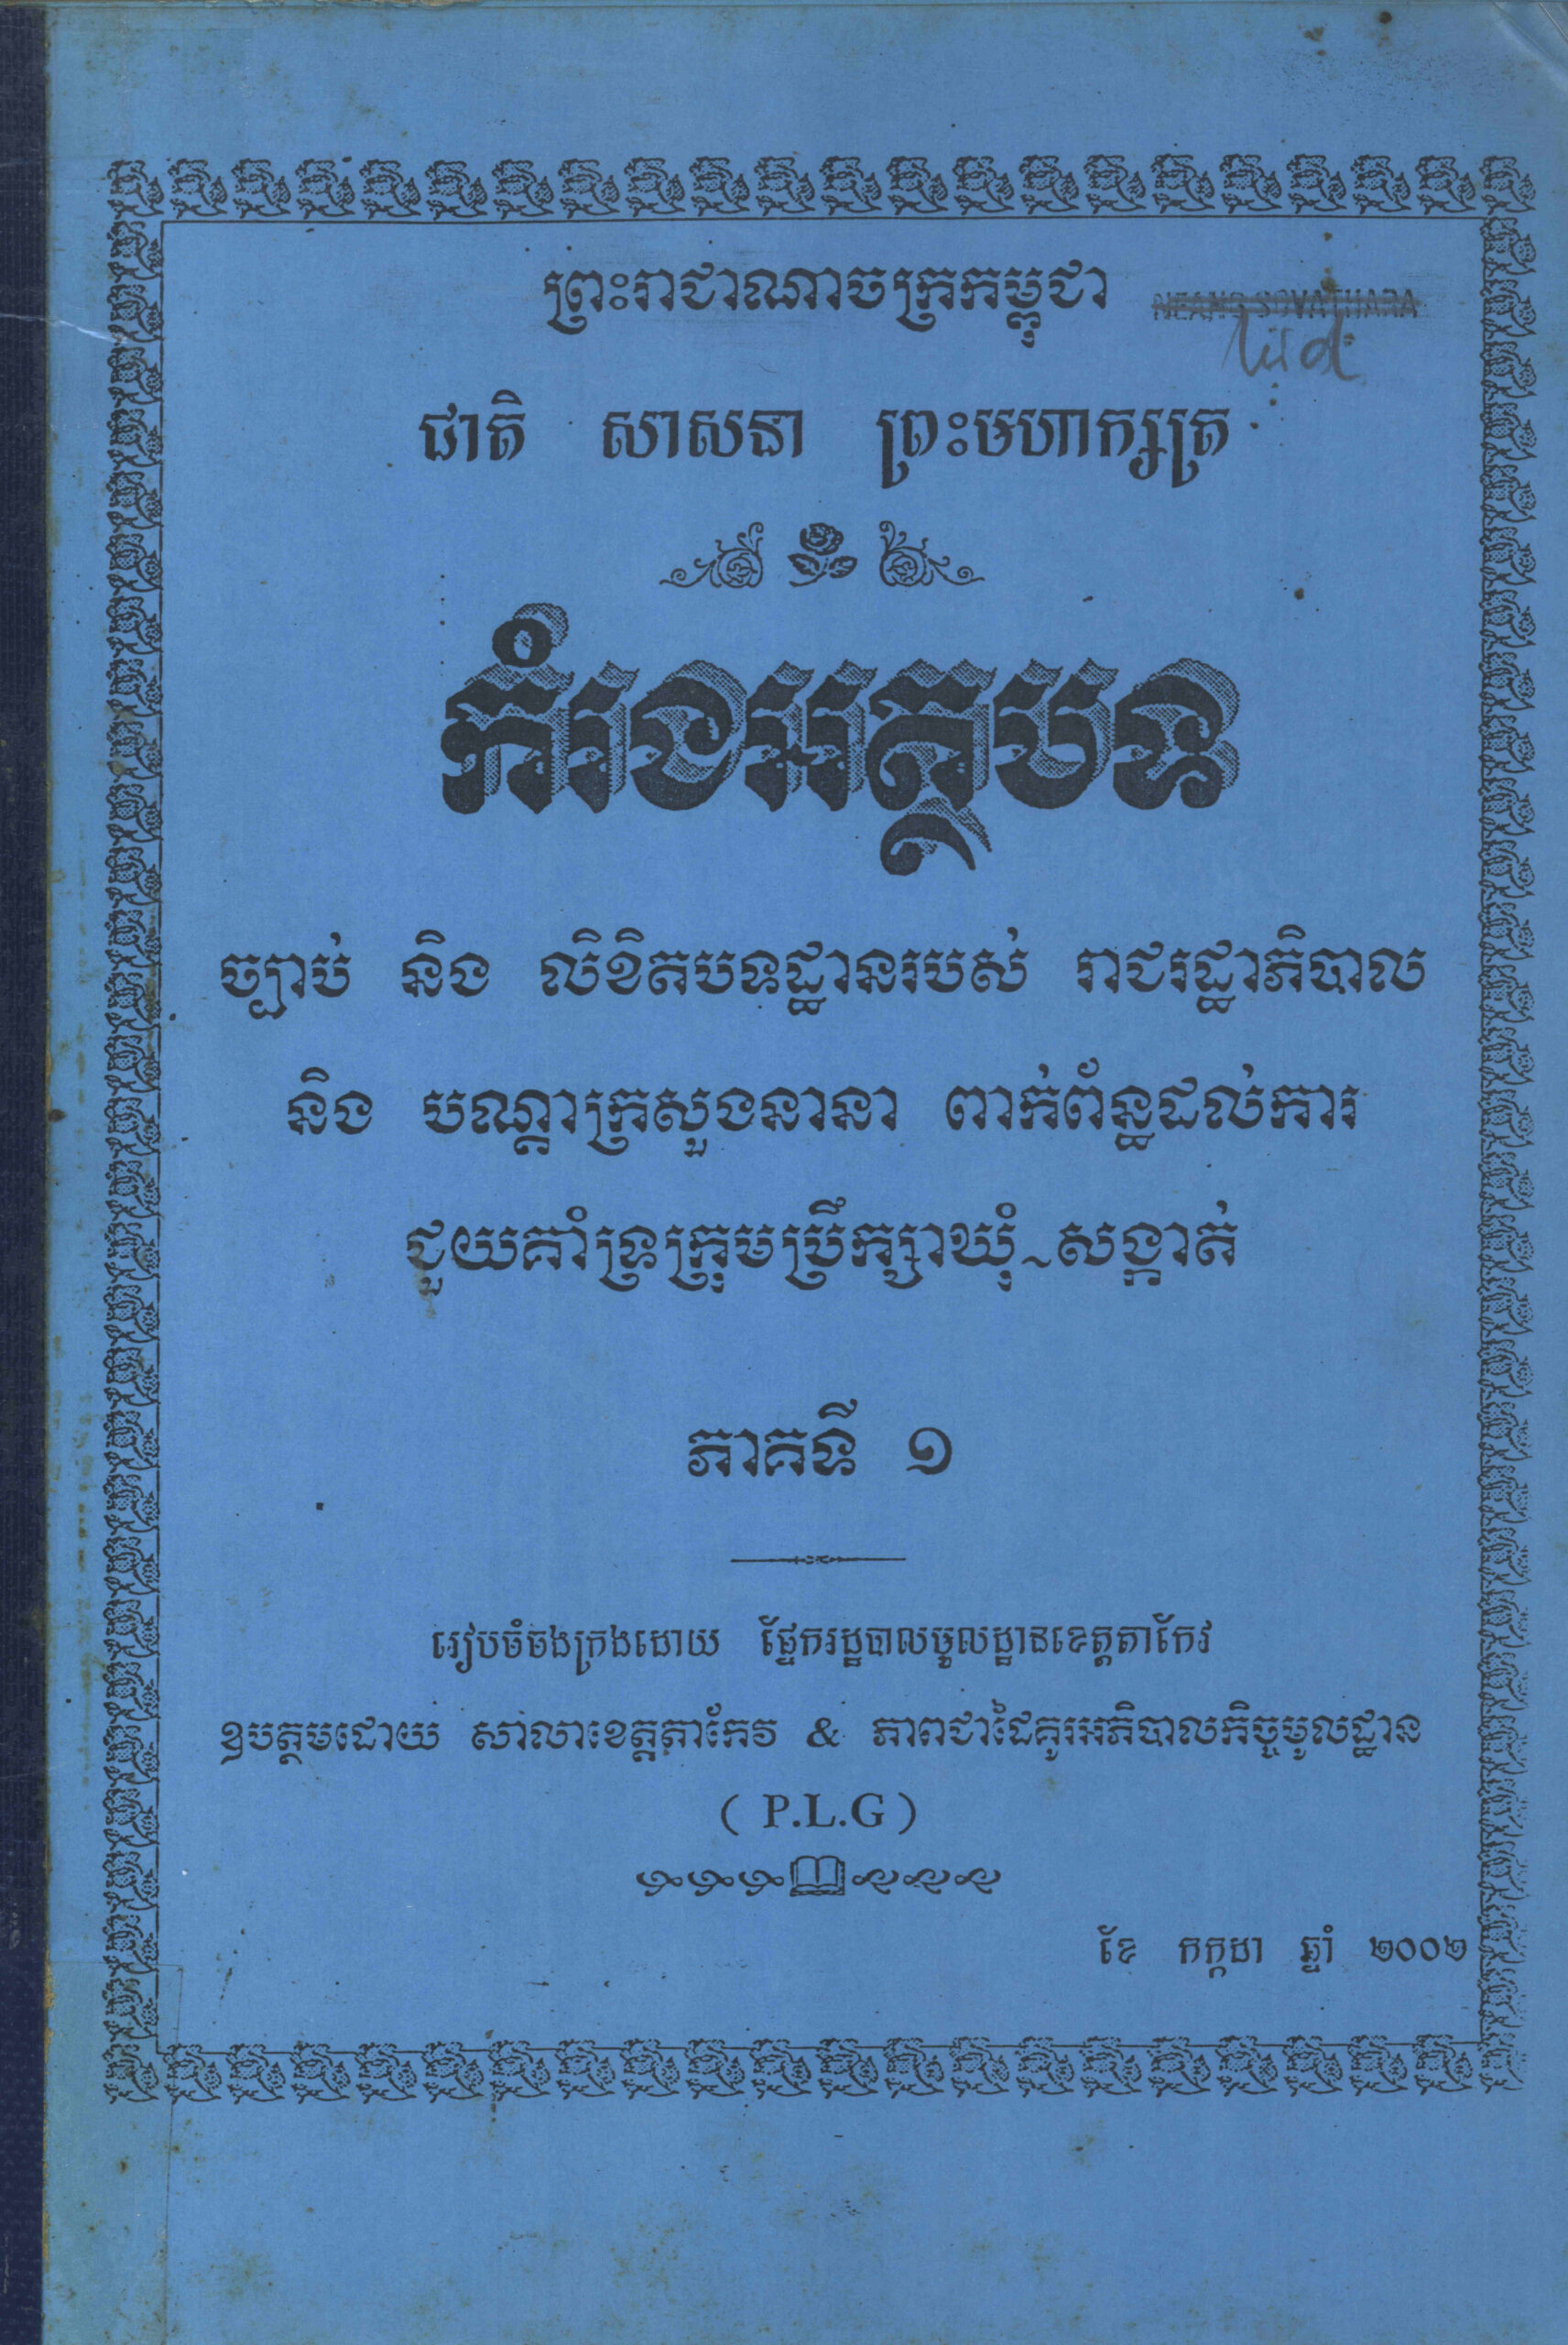 ព្រះរាជាណាចក្រកម្ពុជា
NEANG SOVATHARA
ជាតិ សាសនា ព្រះមហាក្សត្រ
កំរងអត្ថបទ
ច្បាប់ និង លិខិតបទដ្ឋានរបស់ រាជរដ្ឋាភិបាល
និង បណ្តាក្រសួងនានា ពាក់ព័ន្ធដល់ការ
ជួយគាំទ្រក្រុមប្រឹក្សាឃុំ~សង្កាត់
ភាគទី ១
រៀបចំចងក្រងដោយ ផ្នែករដ្ឋបាលមូលដ្ឋានខេត្តតាកែវ
ឧបត្ថមដោយ សាលាខេត្តតាកែវ & ភាពជាដៃគូរអភិបាលកិច្ចមូលដ្ឋាន
( P.L.G )
ខែ កក្កដា ឆ្នាំ ២០០២